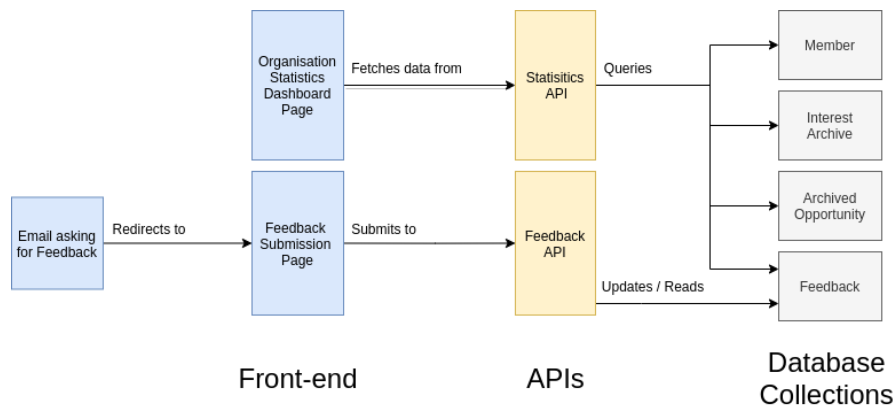 Organisation
Statistics
Dashboard
Page
Fetches data from
Statisitics
API
Queries
Member
Interest
Archive
Archived
Opportunity
Feedback
Email asking
for Feedback
Redirects to
Feedback
Submission
Page
Submits to
Feedback
API
Updates / Reads
Front-end
APIs
Database
Collections